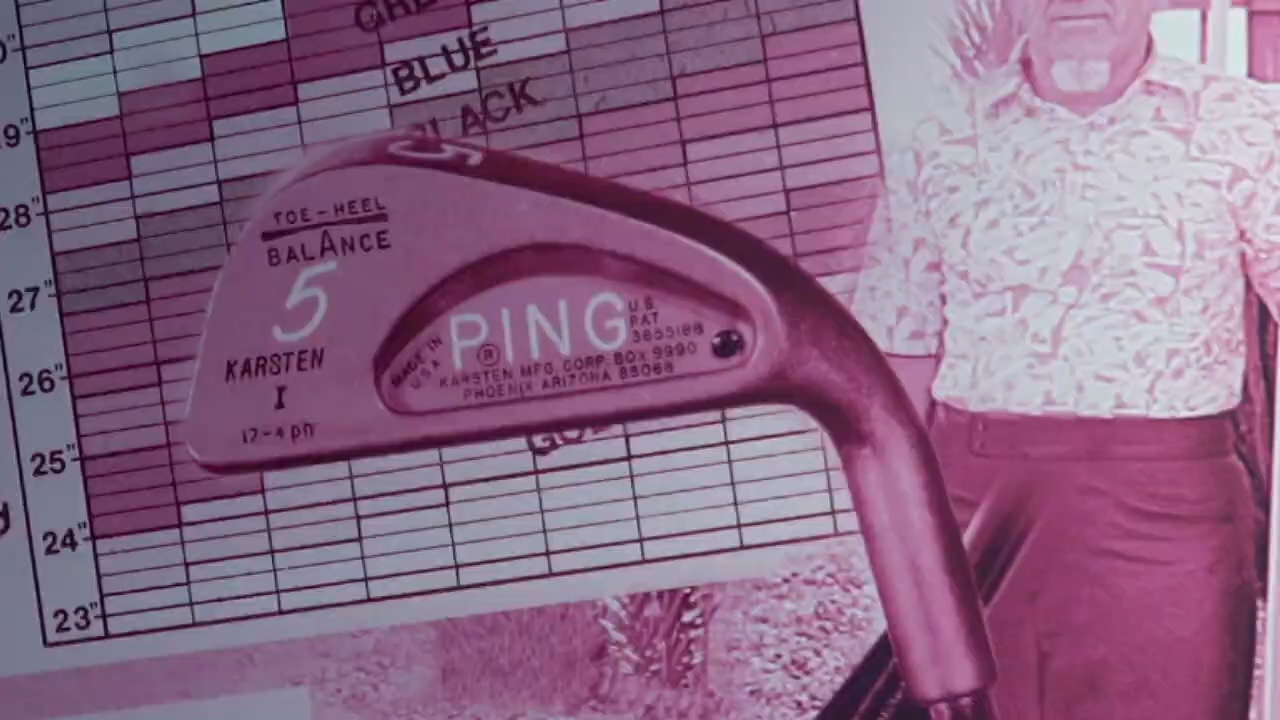 BLUE
BLACK
29"
28"
27"
26"
25"
24"
23"
TOE-HEEL
BALANCE
5
KARSTEN
I
PING
®
MADE IN
U.S.A.
U.S.
PAT
3655188
KARSTEN MFG. CORP. BOX 9990
PHOENIX ARIZONA 85068